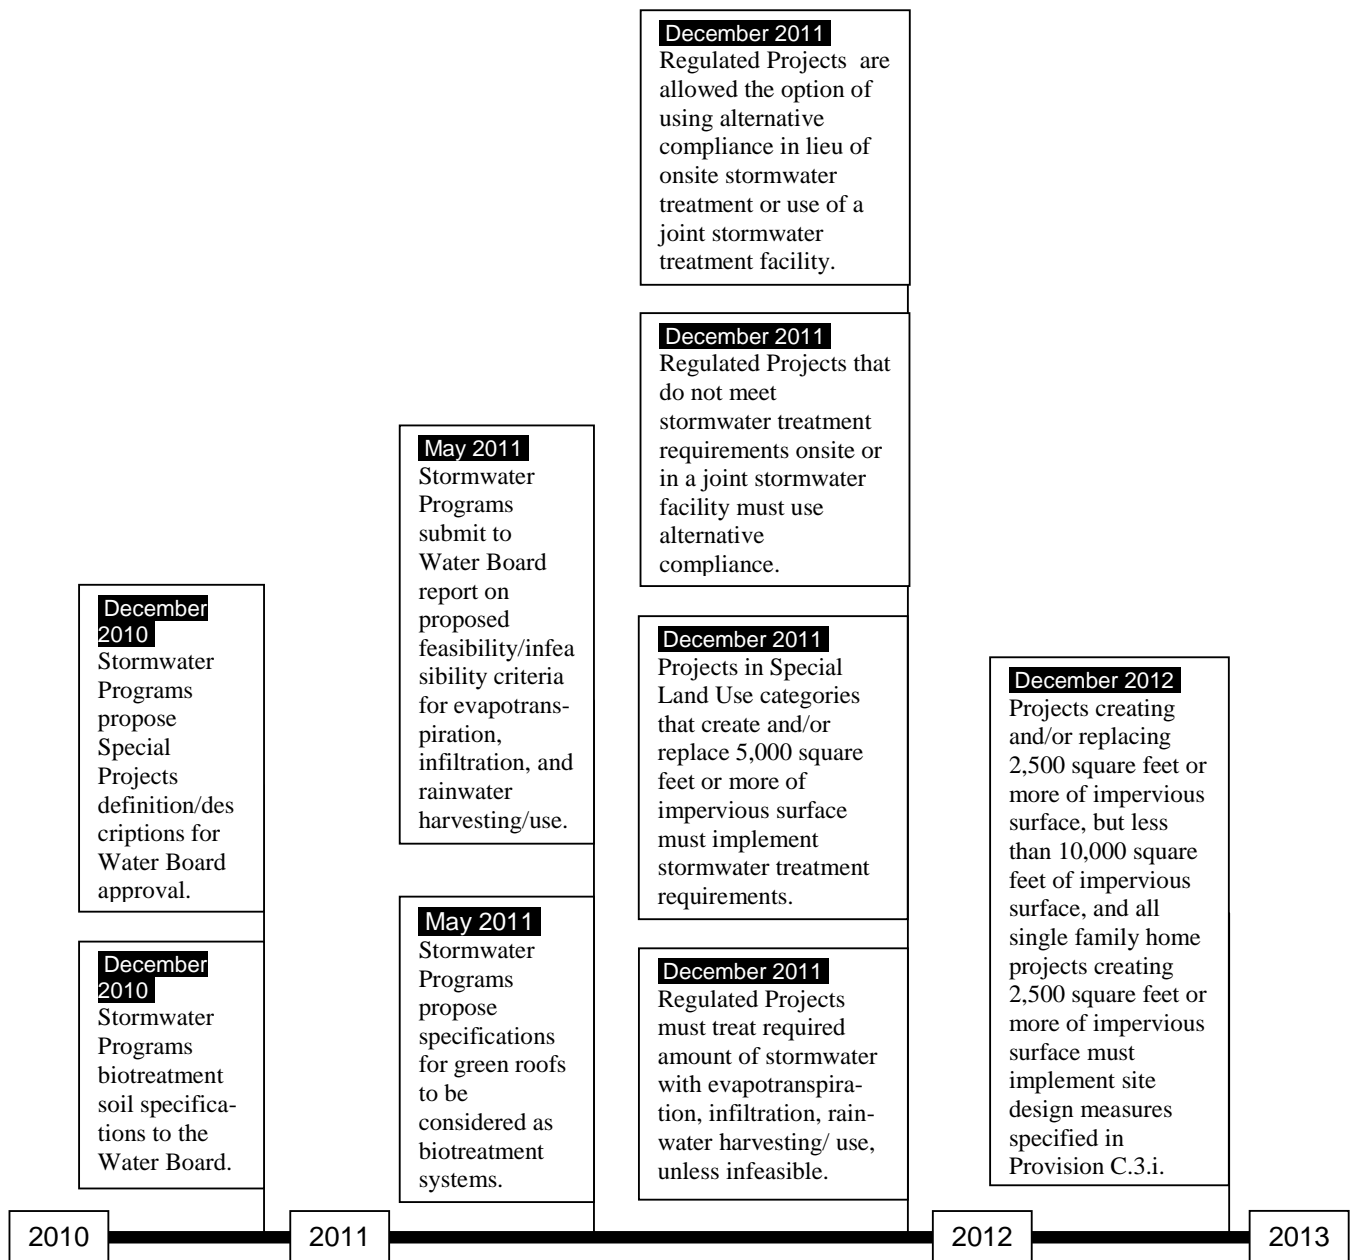 December
2010
Stormwater
Programs
propose
Special
Projects
definition/des
criptions for
Water Board
approval.
December
2010
Stormwater
Programs
biotreatment
soil specifica-
tions to the
Water Board.
May 2011
Stormwater
Programs
submit to
Water Board
report on
proposed
feasibility/infea
sibility criteria
for evapotrans-
piration,
infiltration, and
rainwater
harvesting/use.
May 2011
Stormwater
Programs
propose
specifications
for green roofs
to be
considered as
biotreatment
systems.
December 2011
Regulated Projects are
allowed the option of
using alternative
compliance in lieu of
onsite stormwater
treatment or use of a
joint stormwater
treatment facility.
December 2011
Regulated Projects that
do not meet
stormwater treatment
requirements onsite or
in a joint stormwater
facility must use
alternative
compliance.
December 2011
Projects in Special
Land Use categories
that create and/or
replace 5,000 square
feet or more of
impervious surface
must implement
stormwater treatment
requirements.
December 2011
Regulated Projects
must treat required
amount of stormwater
with evapotranspira-
tion, infiltration, rain-
water harvesting/ use,
unless infeasible.
December 2012
Projects creating
and/or replacing
2,500 square feet or
more of impervious
surface, but less
than 10,000 square
feet of impervious
surface, and all
single family home
projects creating
2,500 square feet or
more of impervious
surface must
implement site
design measures
specified in
Provision C.3.i.
2010
2011
2012
2013